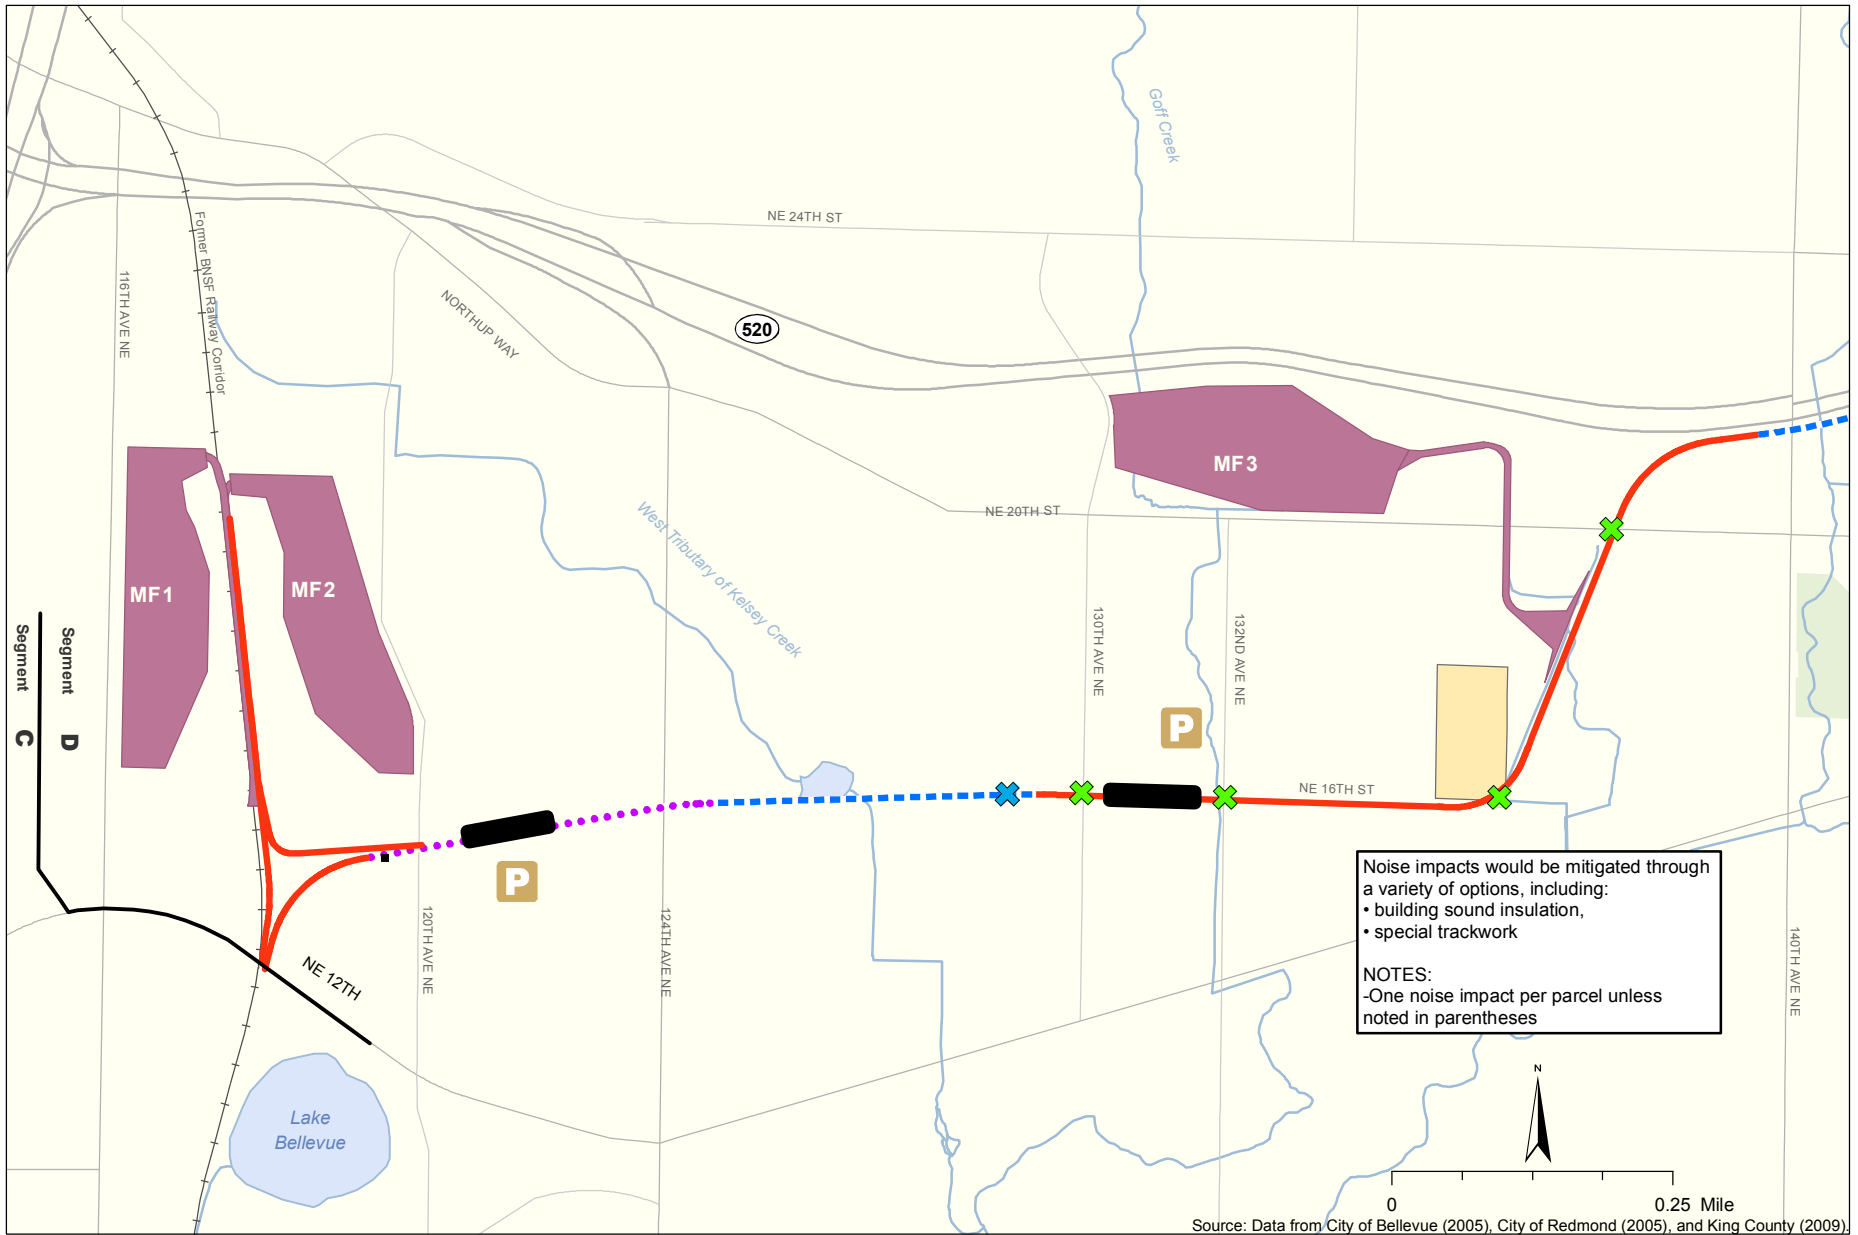 Goff Creek
NE 24TH ST
Former BNSF Railway Corridor
116TH AVE NE
NORTHUP WAY
520
MF3
NE 20TH ST
West Tributary of Kelsey Creek
MF1
MF2
130TH AVE NE
132ND AVE NE
Segment C
Segment D
P
NE 16TH ST
P
120TH AVE NE
124TH AVE NE
140TH AVE NE
NE 12TH
Noise impacts would be mitigated through
a variety of options, including:
• building sound insulation,
• special trackwork
NOTES:
-One noise impact per parcel unless
noted in parentheses
Lake
Bellevue
N
0 0.25 Mile
Source: Data from City of Bellevue (2005), City of Redmond (2005), and King County (2009).